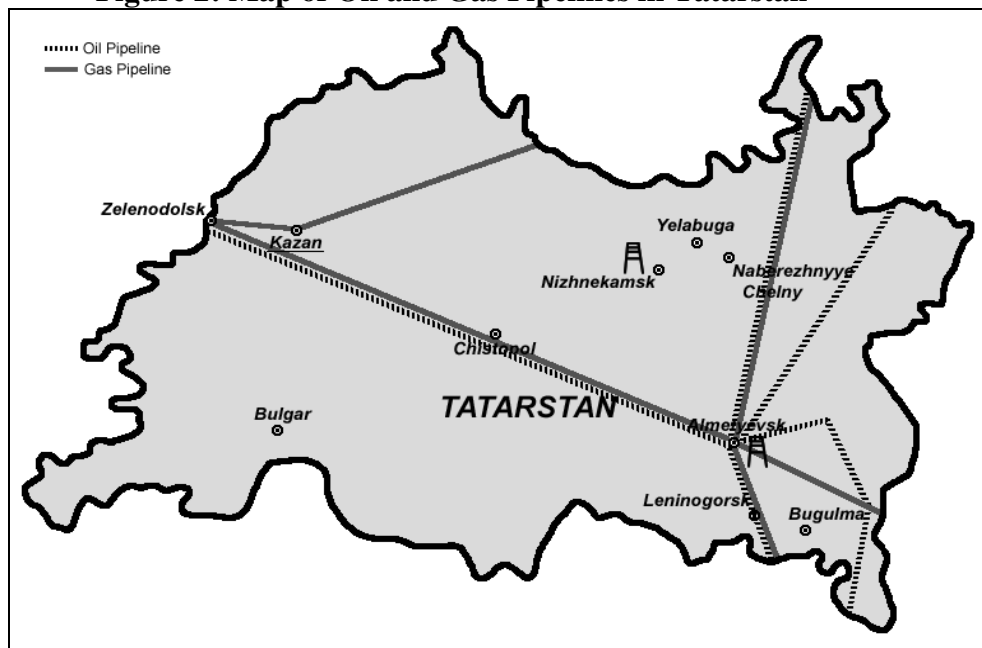 Figure 2: Map of Oil and Gas Pipelines in Tatarstan
Oil Pipeline
Gas Pipeline
Zelenodolsk
Kazan
Yelabuga
Nizhnekamsk
Naberezhnyye
Chelny
Chistopol
TATARSTAN
Bulgar
Almetyevsk
Leninogorsk
Bugulma